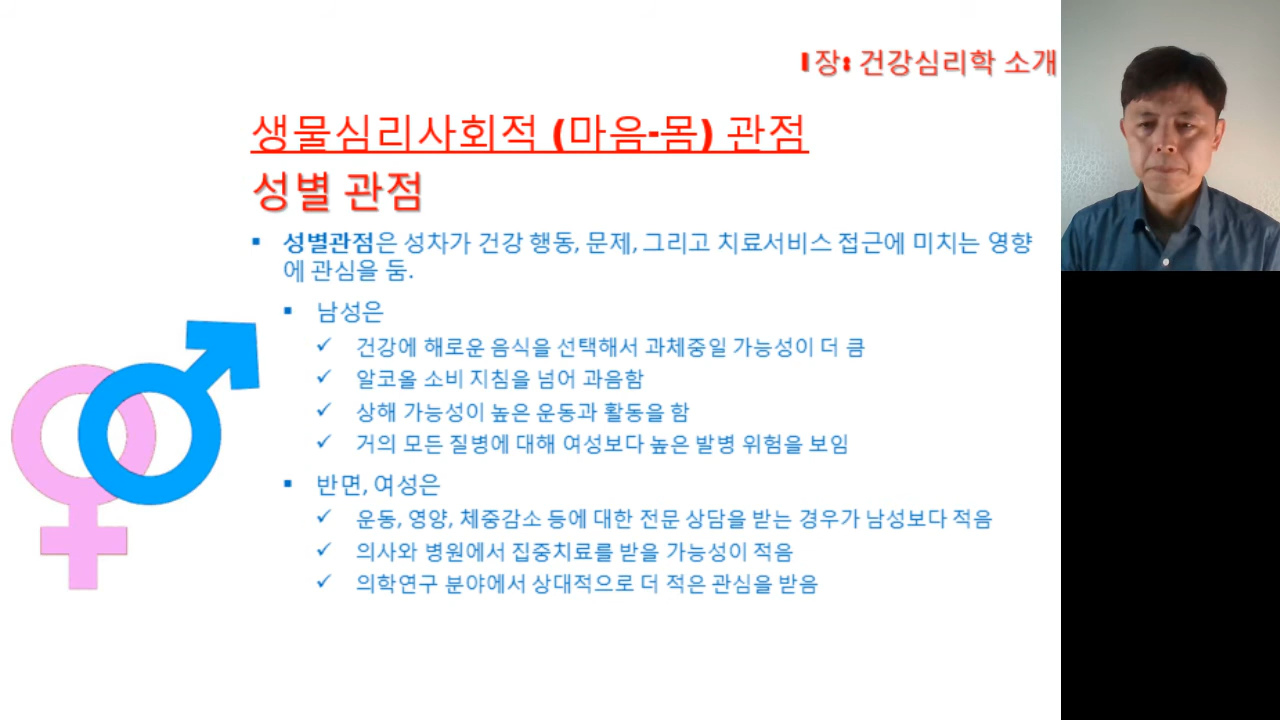 1장: 건강심리학 소개
생물심리사회적 (마음-몸) 관점
성별 관점
▪ 성별관점은 성차가 건강 행동, 문제, 그리고 치료서비스 접근에 미치는 영향
에 관심을 둠.
▪ 남성은
✓ 건강에 해로운 음식을 선택해서 과체중일 가능성이 더 큼
✓ 알코올 소비 지침을 넘어 과음함
✓ 상해 가능성이 높은 운동과 활동을 함
✓ 거의 모든 질병에 대해 여성보다 높은 발병 위험을 보임
▪ 반면, 여성은
✓ 운동, 영양, 체중감소 등에 대한 전문 상담을 받는 경우가 남성보다 적음
✓ 의사와 병원에서 집중치료를 받을 가능성이 적음
✓ 의학연구 분야에서 상대적으로 더 적은 관심을 받음